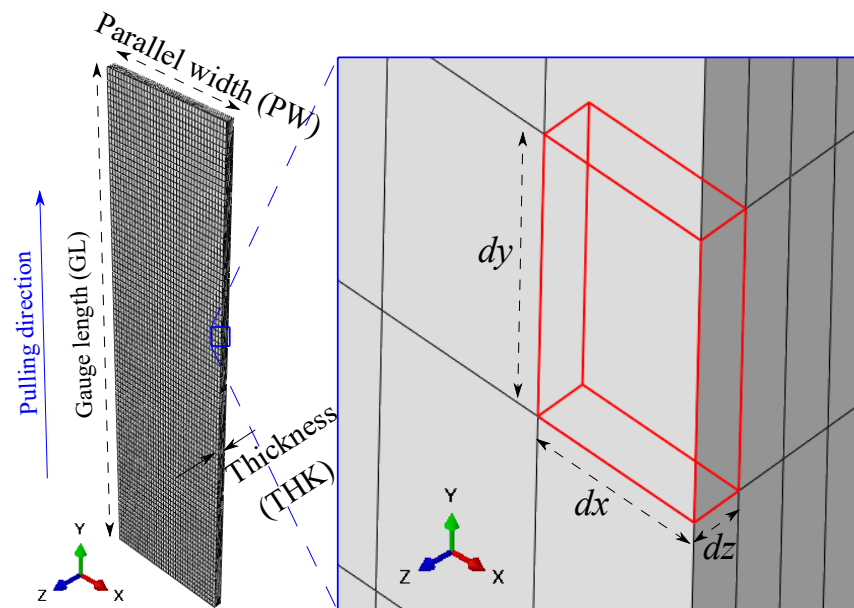 Parallel width (PW)
Pulling direction
Gauge length (GL)
Thickness
(THK)
Y
Z
X
dy
dx
dz
Y
Z
X